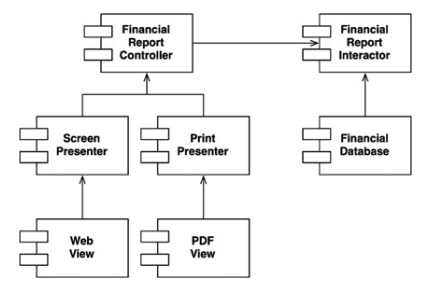 Financial
Report
Controller
Financial
Report
Interactor
Screen
Presenter
Print
Presenter
Financial
Database
Web
View
PDF
View